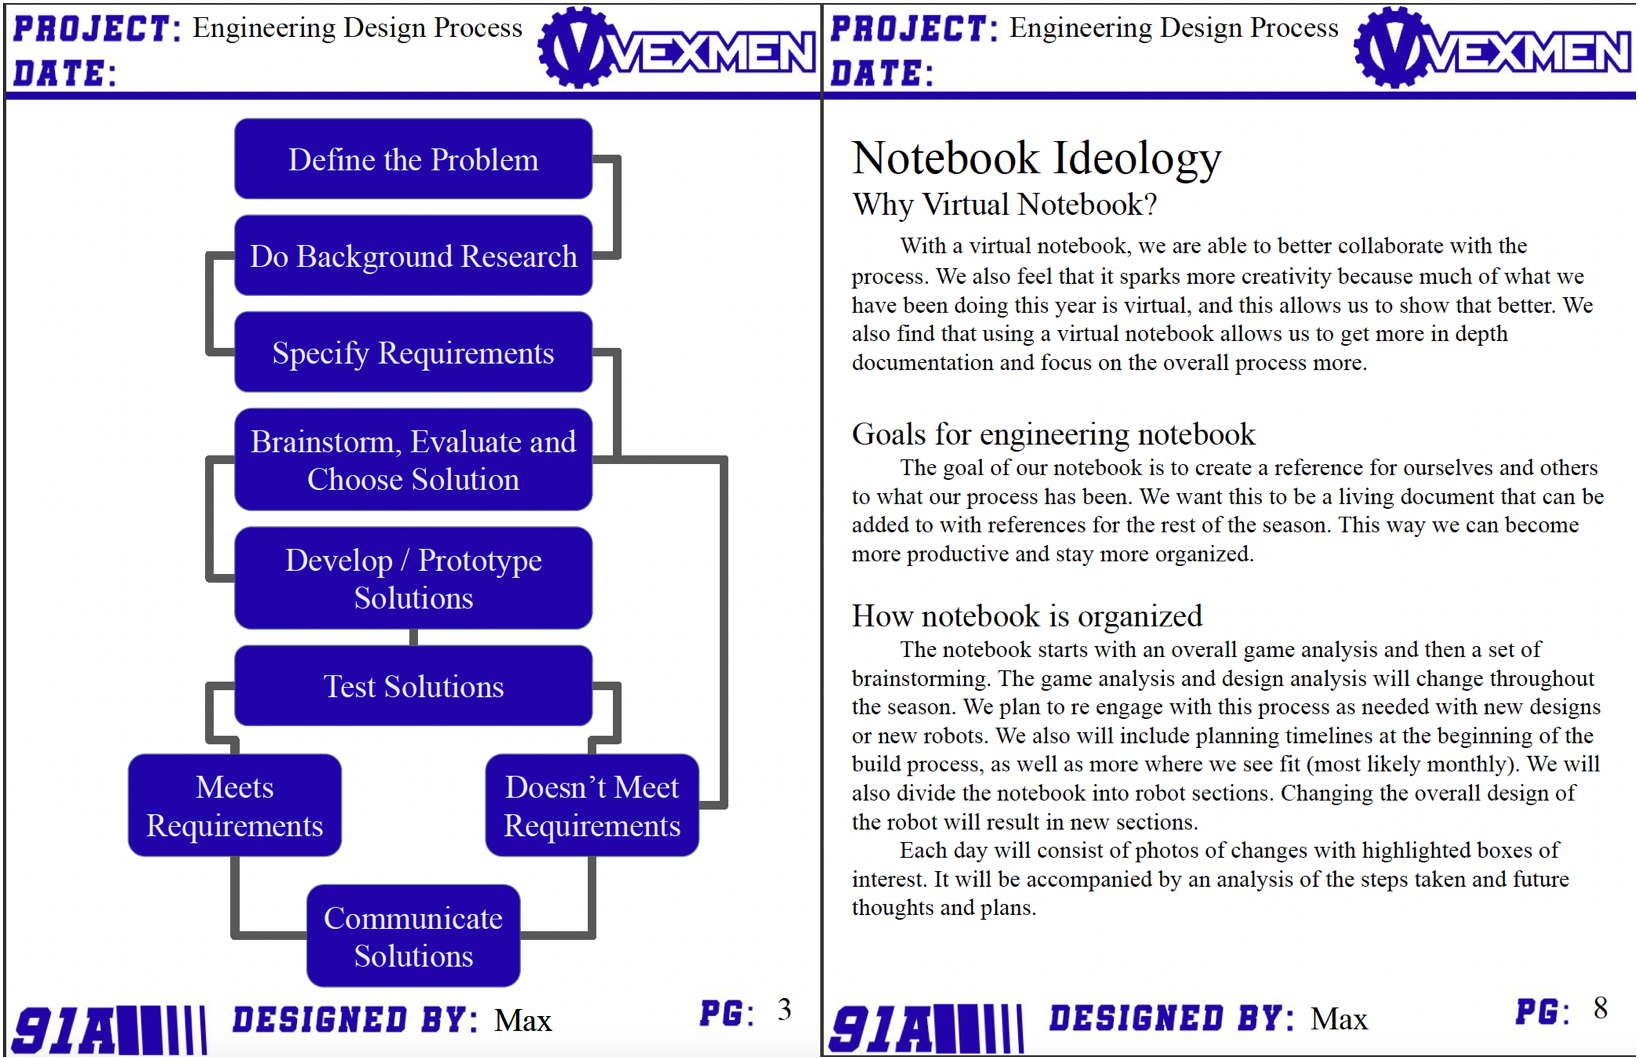 PROJECT: Engineering Design Process
VEXMEN
DATE:
Define the Problem
Do Background Research
Specify Requirements
Brainstorm, Evaluate and
Choose Solution
Develop / Prototype
Solutions
Test Solutions
Meets
Requirements
Doesn’t Meet
Requirements
Communicate
Solutions
91A
DESIGNED BY: Max
PG: 3
PROJECT: Engineering Design Process
VEXMEN
DATE:
Notebook Ideology
Why Virtual Notebook?
With a virtual notebook, we are able to better collaborate with the
process. We also feel that it sparks more creativity because much of what we
have been doing this year is virtual, and this allows us to show that better. We
also find that using a virtual notebook allows us to get more in depth
documentation and focus on the overall process more.
Goals for engineering notebook
The goal of our notebook is to create a reference for ourselves and others
to what our process has been. We want this to be a living document that can be
added to with references for the rest of the season. This way we can become
more productive and stay more organized.
How notebook is organized
The notebook starts with an overall game analysis and then a set of
brainstorming. The game analysis and design analysis will change throughout
the season. We plan to re engage with this process as needed with new designs
or new robots. We also will include planning timelines at the beginning of the
build process, as well as more where we see fit (most likely monthly). We will
also divide the notebook into robot sections. Changing the overall design of
the robot will result in new sections.
Each day will consist of photos of changes with highlighted boxes of
interest. It will be accompanied by an analysis of the steps taken and future
thoughts and plans.
91A
DESIGNED BY: Max
PG: 8